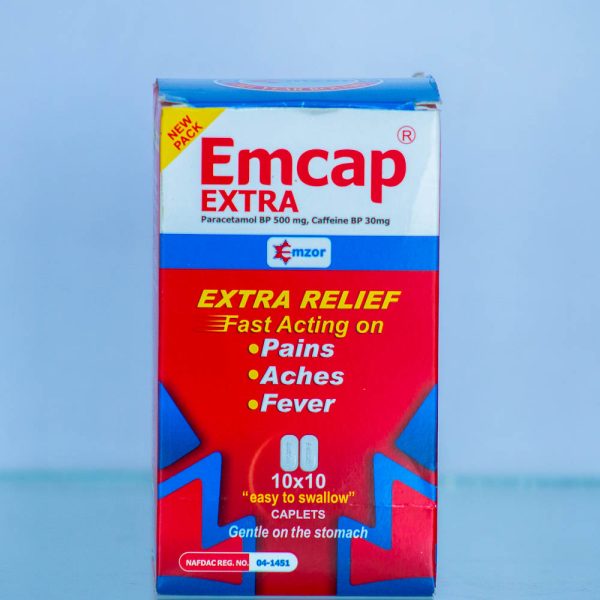 NEW
PACK
Emcap®
EXTRA
Paracetamol BP 500 mg, Caffeine BP 30mg
Emzor
EXTRA RELIEF
Fast Acting on
•Pains
•Aches
•Fever
10x10
"easy to swallow"
CAPLETS
Gentle on the stomach
NAFDAC REG. NO. 04-1451